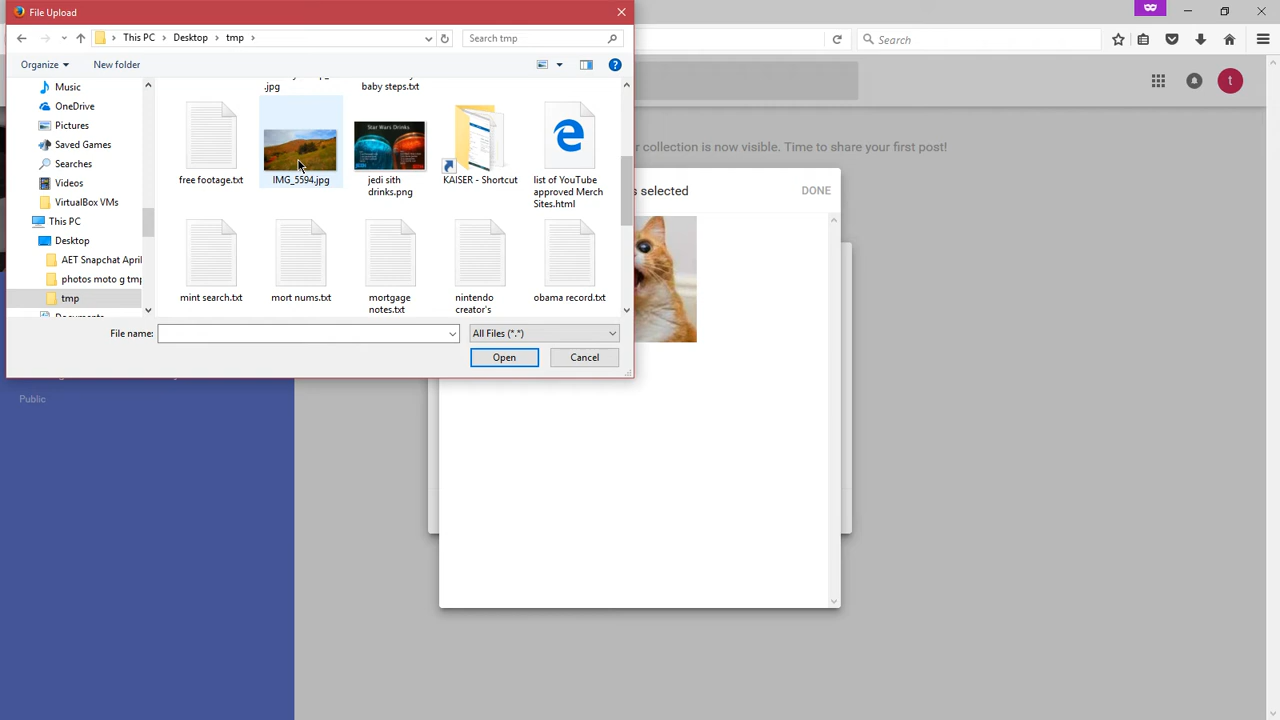 File Upload
This PC
Desktop
tmp
Search tmp
Search
Organize
New folder
Music
OneDrive
Pictures
Saved Games
Searches
Videos
VirtualBox VMs
This PC
Desktop
AET Snapchat April
photos moto g tmp
tmp
.jpg
baby steps.txt
free footage.txt
IMG_5594.jpg
Star Wars Drinks
jedi sith
drinks.png
KAISER - Shortcut
list of YouTube
approved Merch
Sites.html
mint search.txt
mort nums.txt
mortgage
notes.txt
nintendo
creator's
obama record.txt
File name:
All Files (*.*)
Open
Cancel
t
r collection is now visible. Time to share your first post!
s selected
DONE
Public